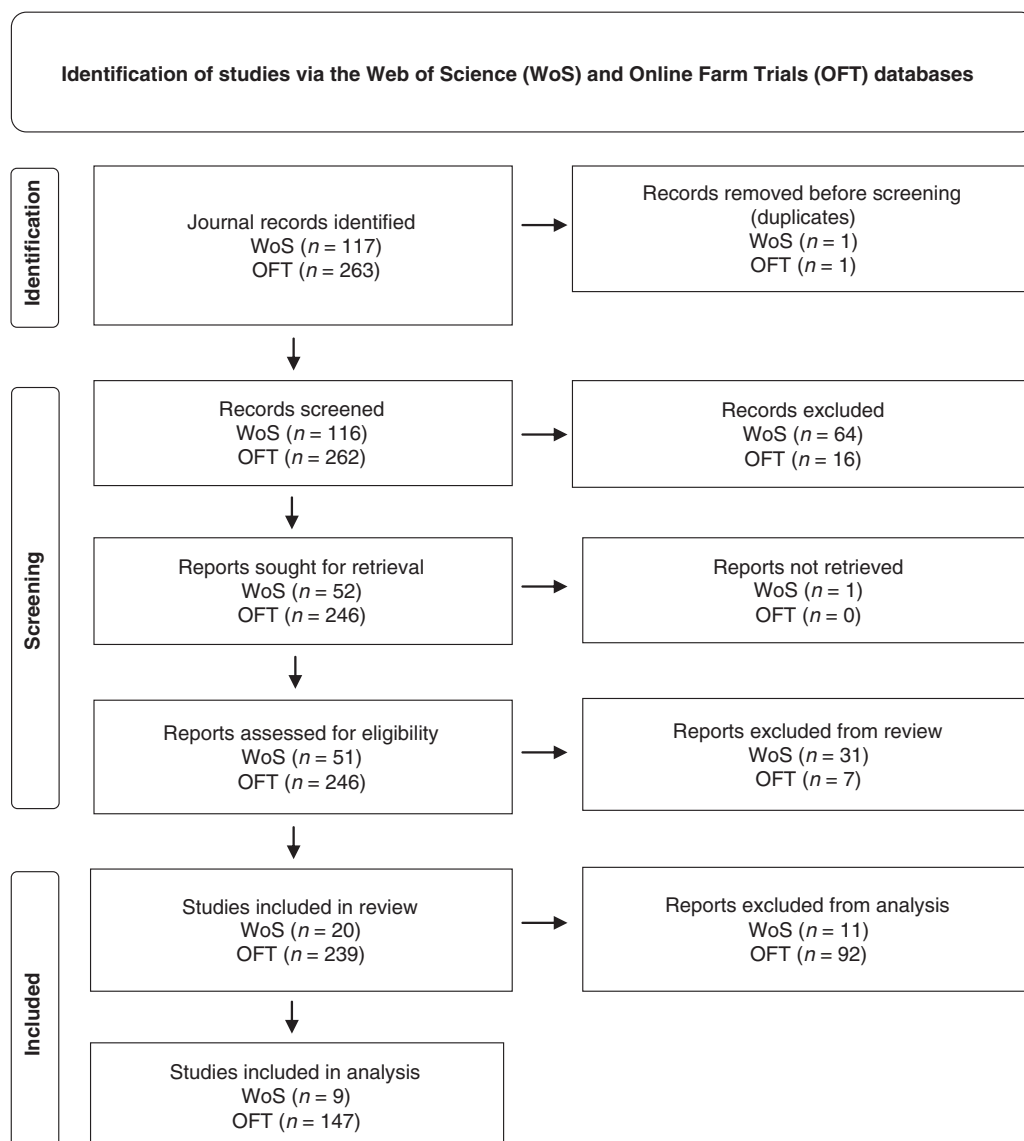 Identification of studies via the Web of Science (WoS) and Online Farm Trials (OFT) databases
Identification
Journal records identified
WoS (n = 117)
OFT (n = 263)
Records removed before screening
(duplicates)
WoS (n = 1)
OFT (n = 1)
Screening
Records screened
WoS (n = 116)
OFT (n = 262)
Records excluded
WoS (n = 64)
OFT (n = 16)
Reports sought for retrieval
WoS (n = 52)
OFT (n = 246)
Reports not retrieved
WoS (n = 1)
OFT (n = 0)
Reports assessed for eligibility
WoS (n = 51)
OFT (n = 246)
Reports excluded from review
WoS (n = 31)
OFT (n = 7)
Included
Studies included in review
WoS (n = 20)
OFT (n = 239)
Reports excluded from analysis
WoS (n = 11)
OFT (n = 92)
Studies included in analysis
WoS (n = 9)
OFT (n = 147)